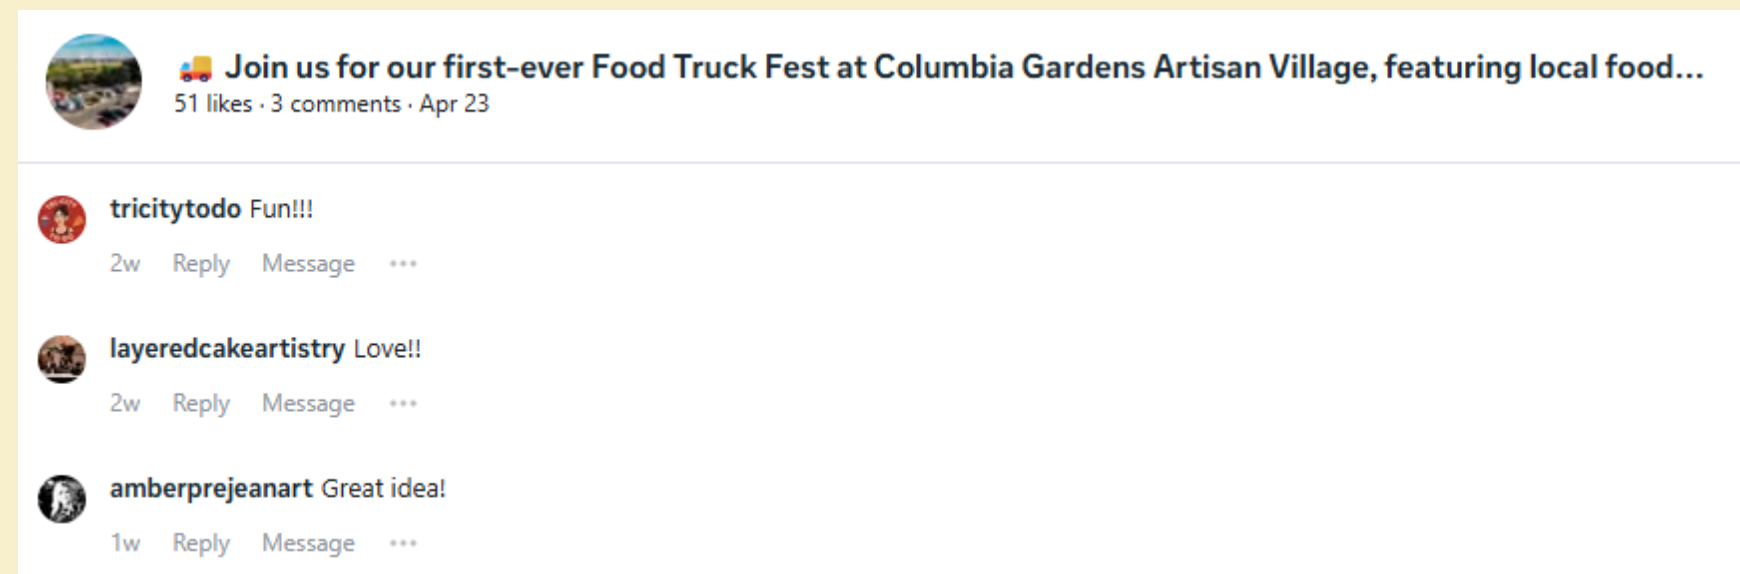 🚚 Join us for our first-ever Food Truck Fest at Columbia Gardens Artisan Village, featuring local food...
51 likes · 3 comments · Apr 23
tricitytodo Fun!!!
2w Reply Message ···
layeredcakeartistry Love!!
2w Reply Message ···
amberprejeanart Great idea!
1w Reply Message ···